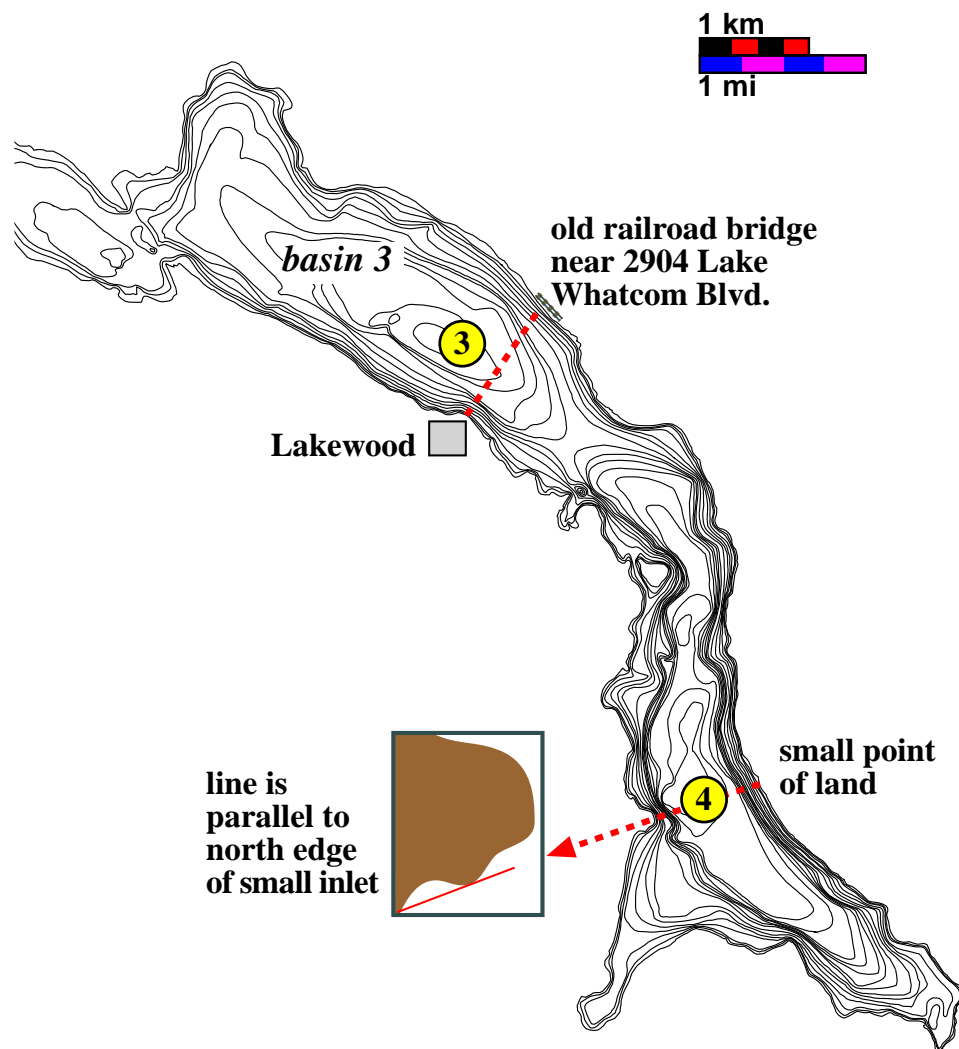 1 km
1 mi
old railroad bridge
near 2904 Lake
Whatcom Blvd.
basin 3
3
Lakewood
small point
of land
4
line is
parallel to
north edge
of small inlet